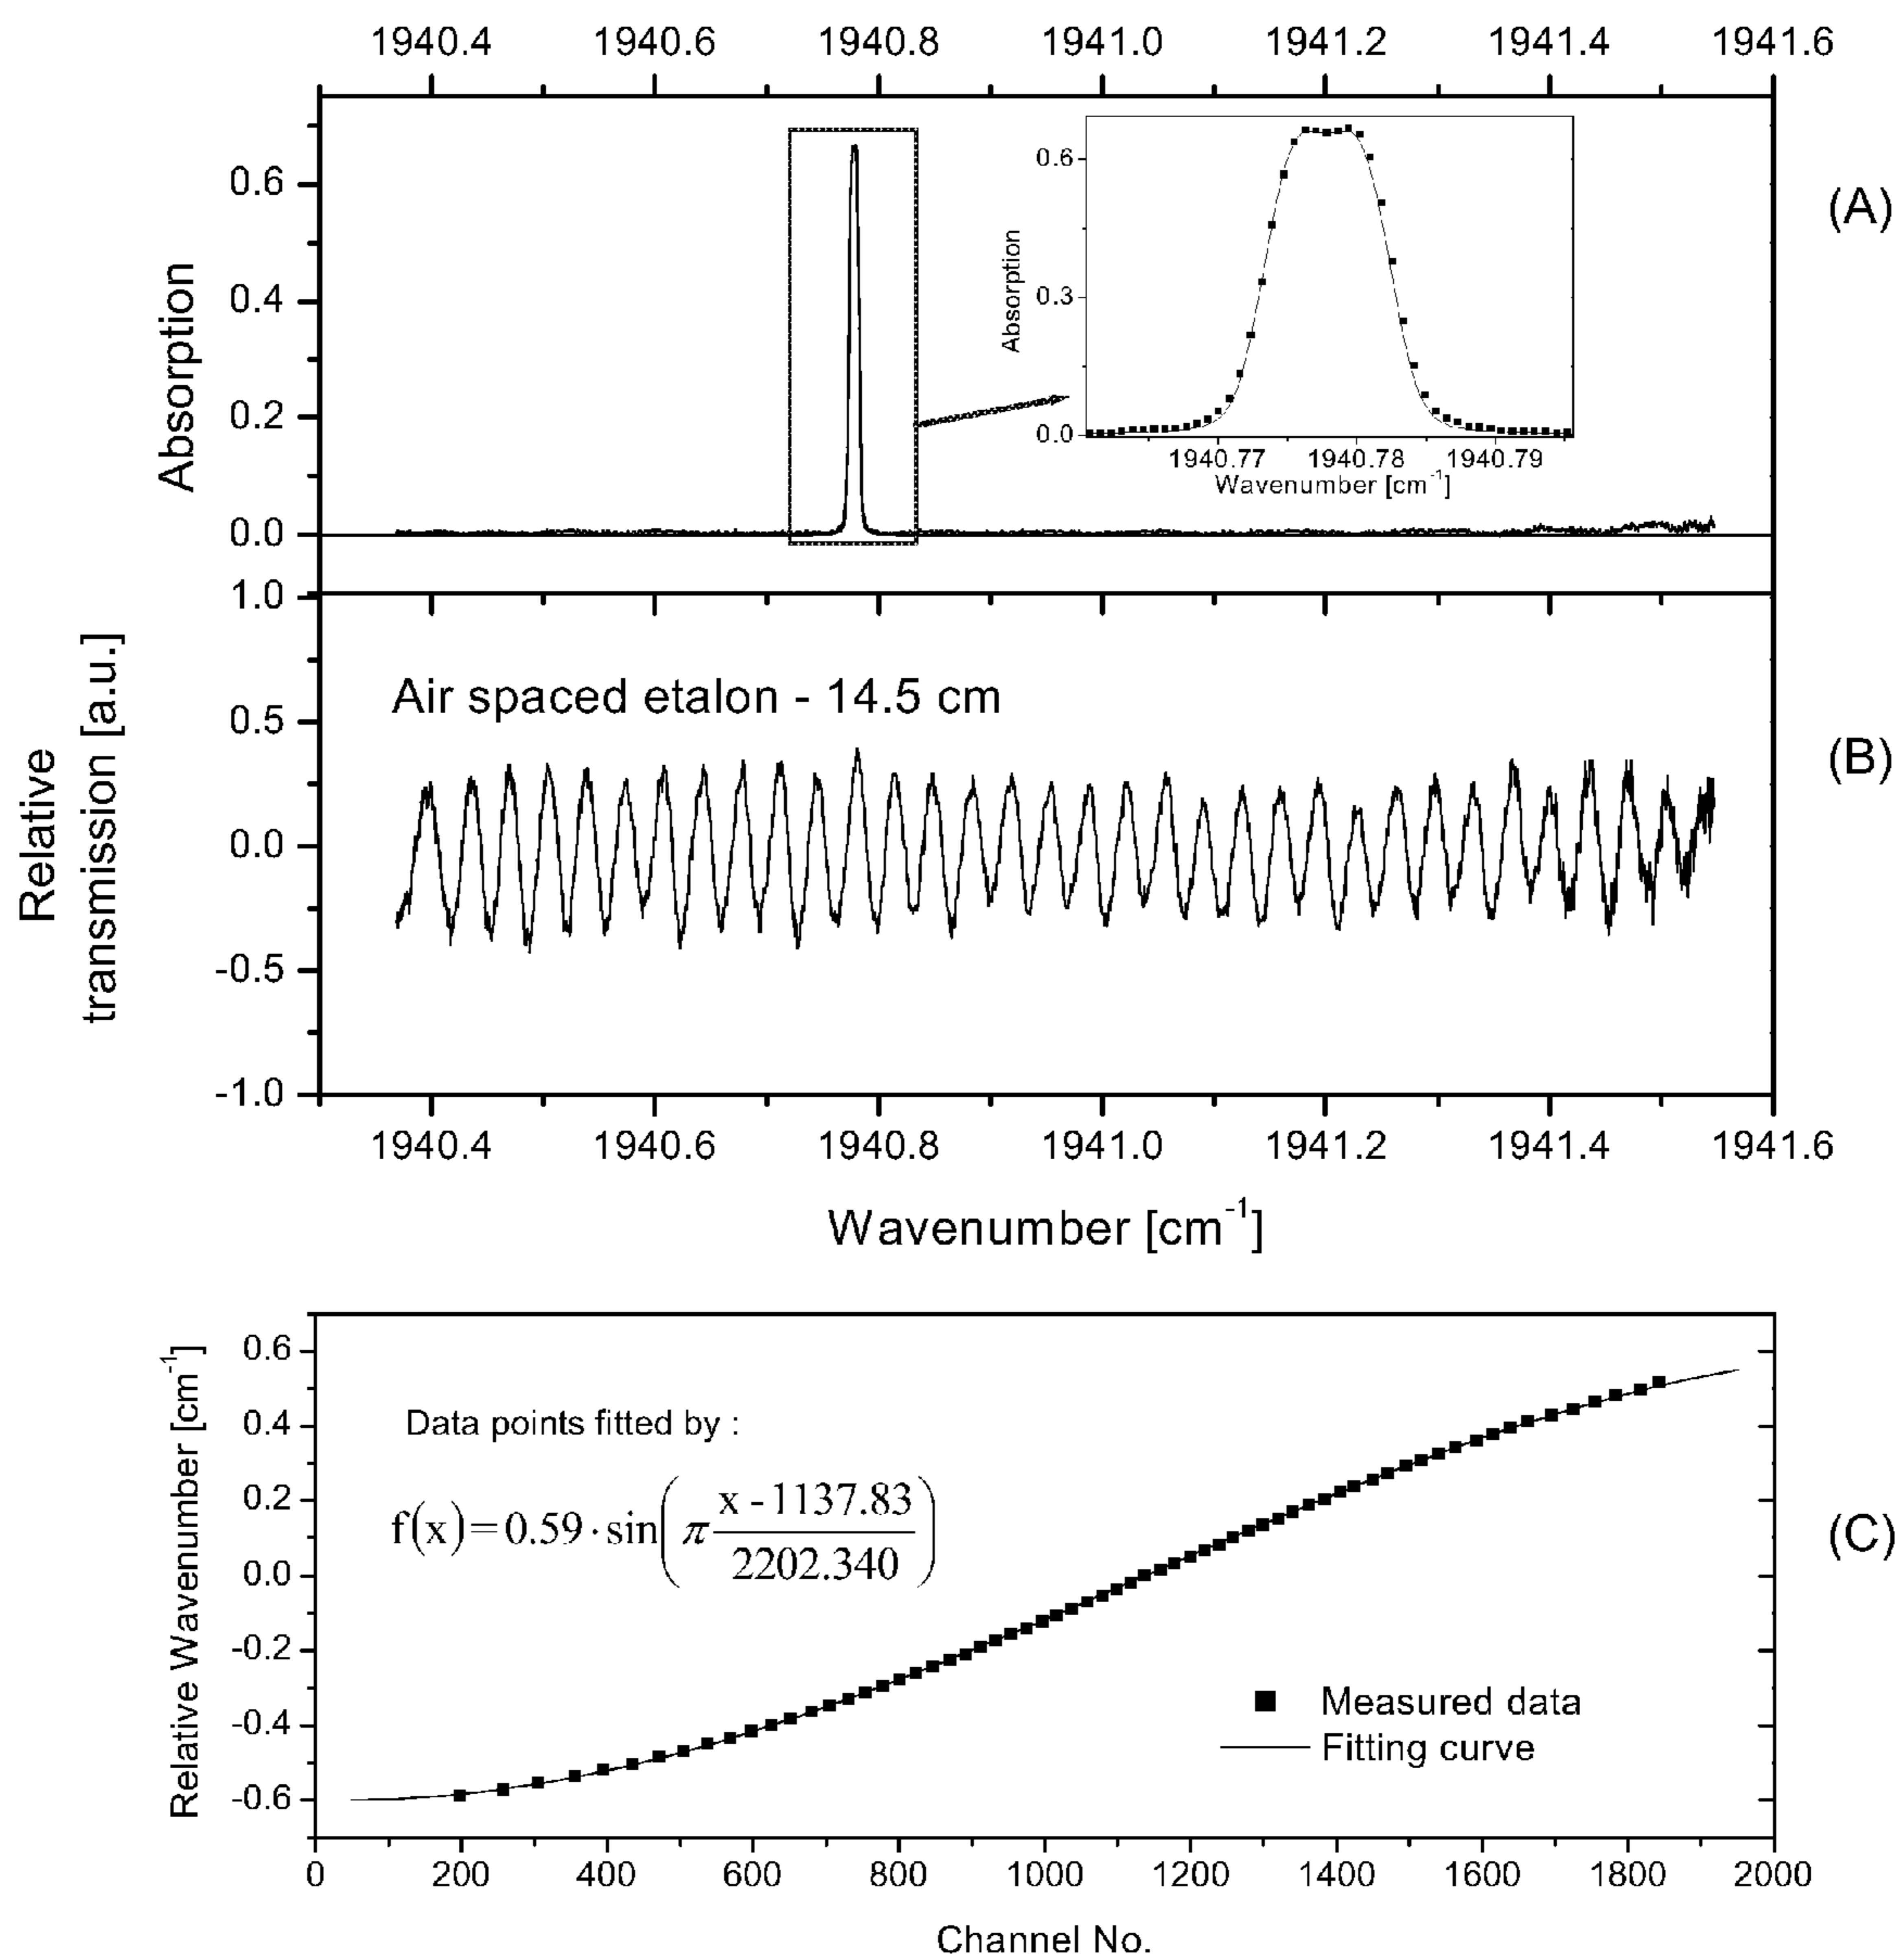 1940.4 1940.6 1940.8 1941.0 1941.2 1941.4 1941.6
(A)
Absorption
0.6
0.4
0.2
0.0
Absorption
0.6
0.3
0.0
1940.77 1940.78 1940.79
Wavenumber [cm⁻¹]
(B)
Relative
transmission [a.u.]
1.0
0.5
0.0
-0.5
-1.0
Air spaced etalon - 14.5 cm
1940.4 1940.6 1940.8 1941.0 1941.2 1941.4 1941.6
Wavenumber [cm⁻¹]
(C)
Relative Wavenumber [cm⁻¹]
0.6
0.4
0.2
0.0
-0.2
-0.4
-0.6
Data points fitted by :
f(x)=0.59·sin(π (x-1137.83)/2202.340)
Measured data
Fitting curve
0 200 400 600 800 1000 1200 1400 1600 1800 2000
Channel No.